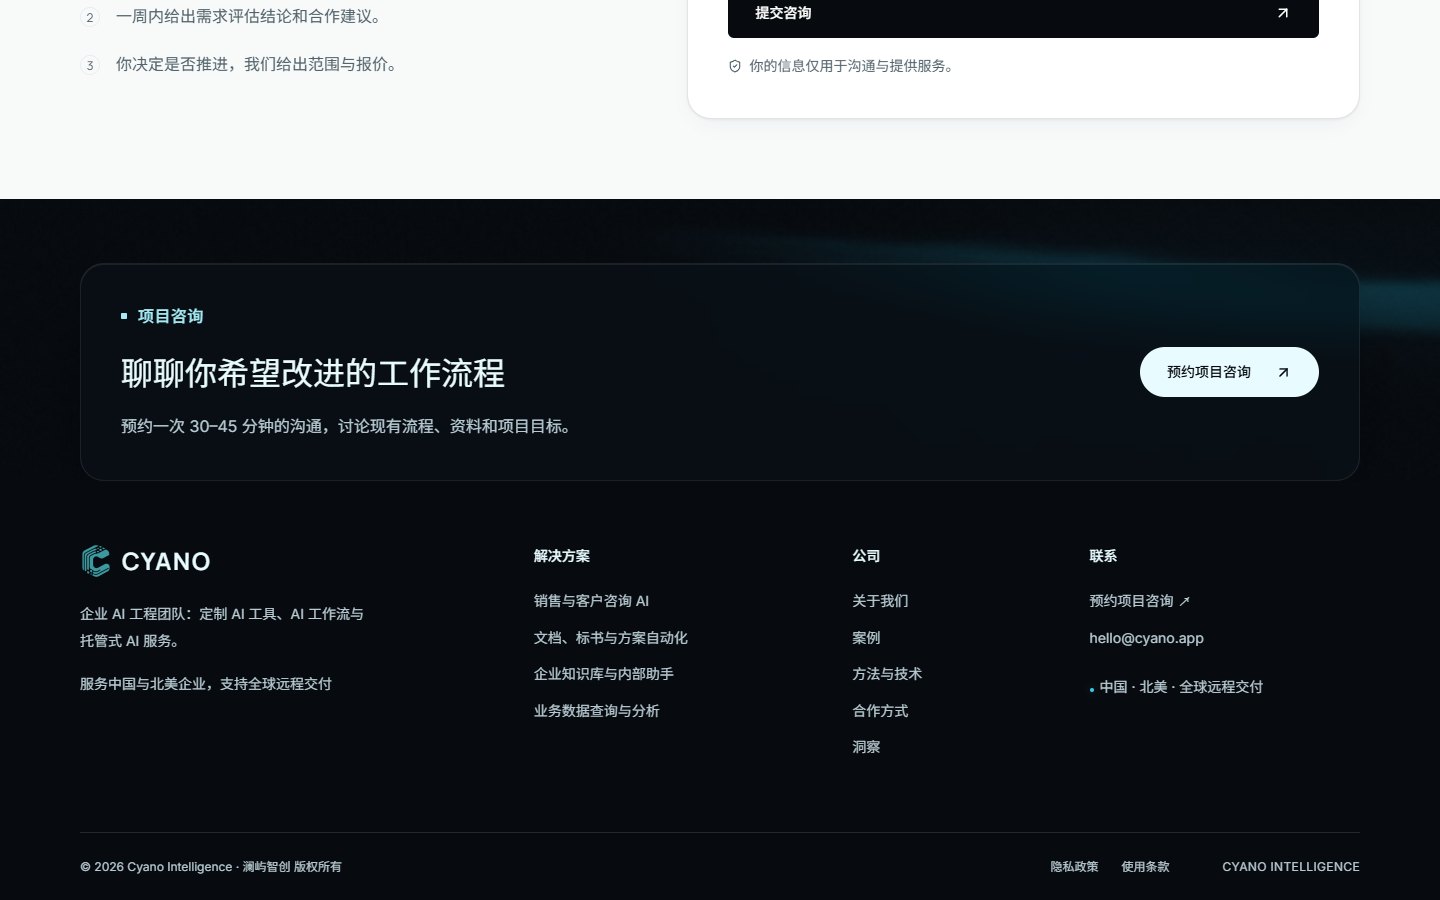 2 一周内给出需求评估结论和合作建议。
3 你决定是否推进，我们给出范围与报价。
提交咨询
你的信息仅用于沟通与提供服务。
项目咨询
聊聊你希望改进的工作流程
预约一次 30–45 分钟的沟通，讨论现有流程、资料和项目目标。
预约项目咨询
CYANO
企业 AI 工程团队：定制 AI 工具、AI 工作流与
托管式 AI 服务。
服务中国与北美企业，支持全球远程交付
解决方案
销售与客户咨询 AI
文档、标书与方案自动化
企业知识库与内部助手
业务数据查询与分析
公司
关于我们
案例
方法与技术
合作方式
洞察
联系
预约项目咨询 ↗
hello@cyano.app
中国 · 北美 · 全球远程交付
© 2026 Cyano Intelligence · 澜屿智创 版权所有
隐私政策
使用条款
CYANO INTELLIGENCE